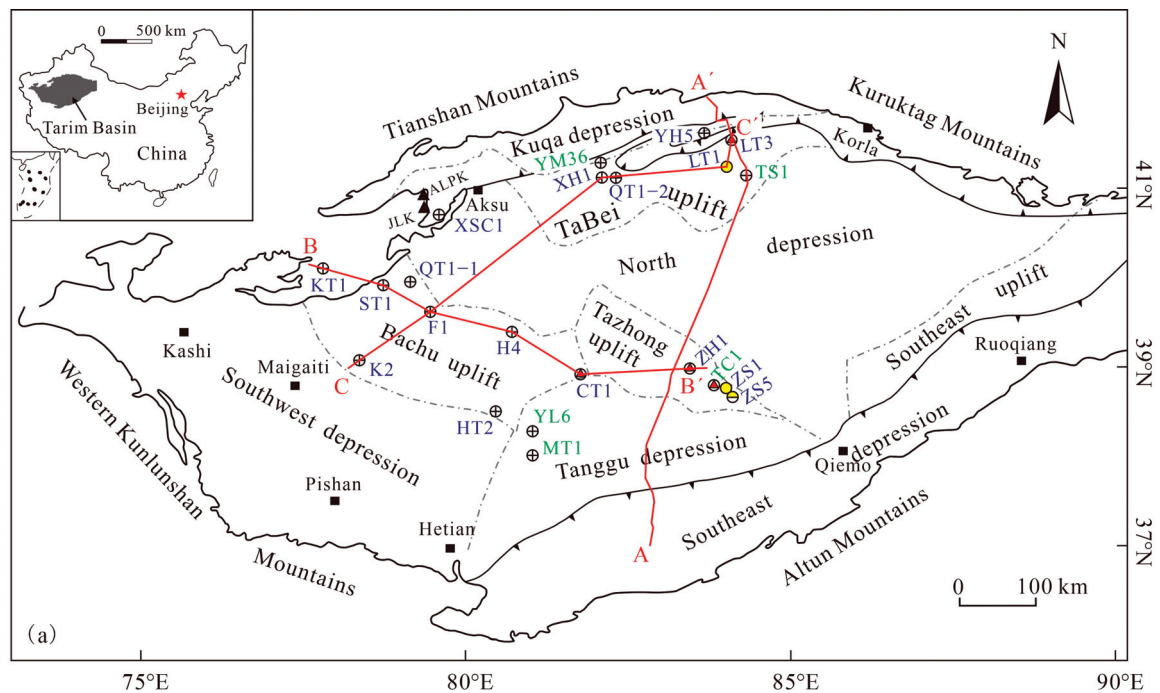 0 500 km
Beijing
Tarim Basin
China
N
A′
Tianshan Mountains
Kuruktag Mountains
Kuqa depression
YH5
C′
LT3
Korla
YM36
LT1
XH1
QT1-2
TS1
41°N
ALPK
JLK
Aksu
XSC1
TaBei
uplift
B
QT1-1
North
depression
KT1
ST1
F1
Southeast
uplift
Kashi
Bachu uplift
H4
Tazhong
uplift
ZH1
TC1
ZS1
ZS5
Ruoqiang
39°N
Maigaiti
C
K2
CT1
B′
Southwest depression
HT2
YL6
MT1
Tanggu depression
Qiemo
depression
Western Kunlunshan
Mountains
Pishan
Hetian
Southeast
A
Altun Mountains
37°N
0 100 km
(a)
75°E 80°E 85°E 90°E